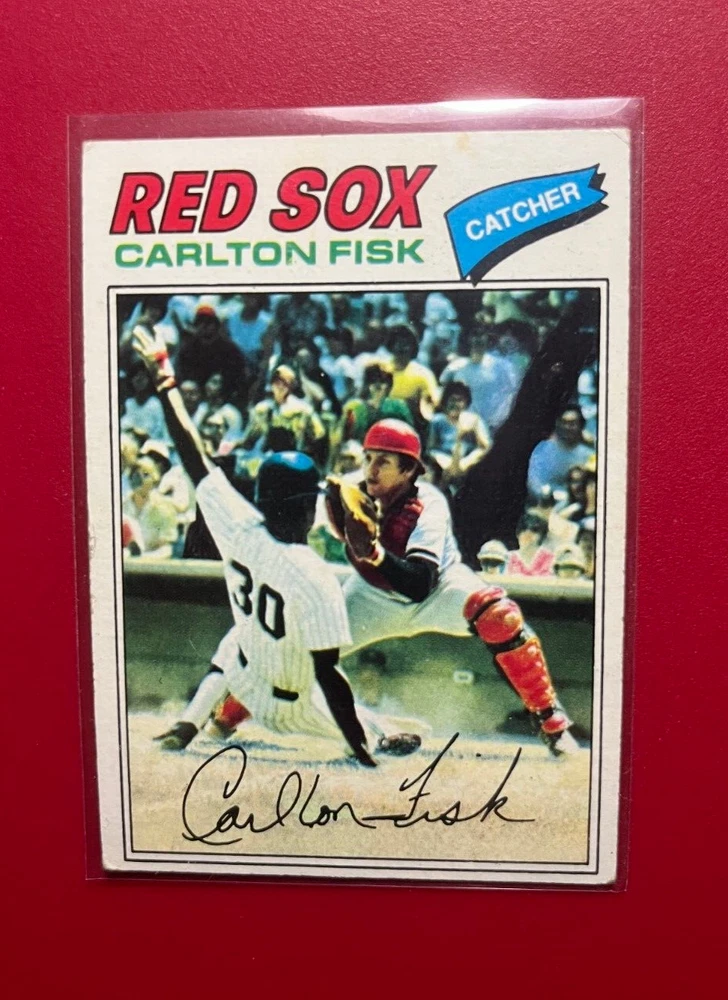 RED SOX
CARLTON FISK
CATCHER
30
Carlton Fisk